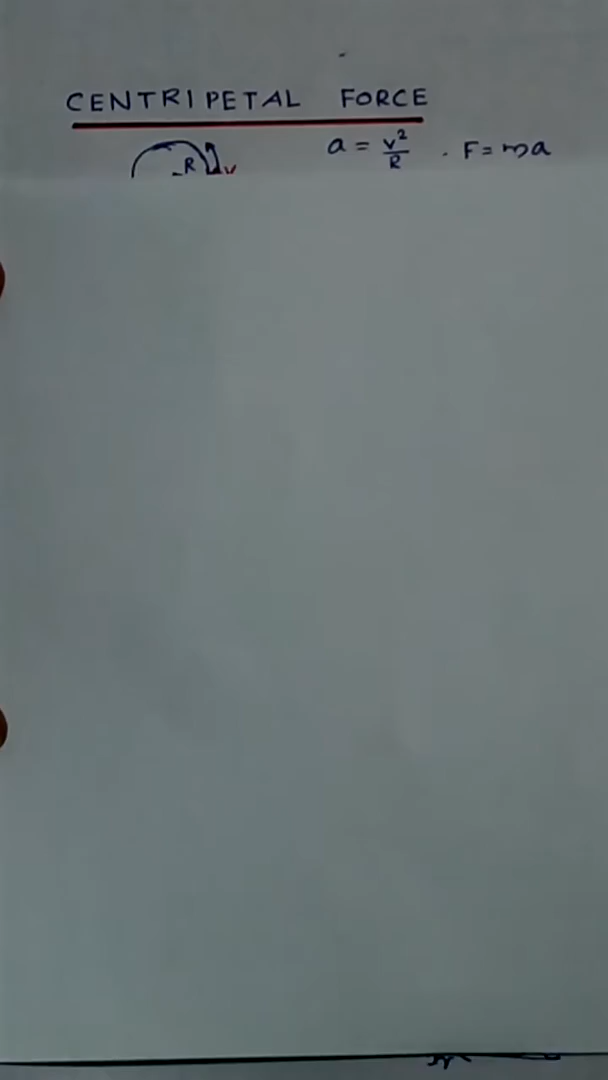 CENTRIPETAL FORCE
R v a = v²/R . F = ma